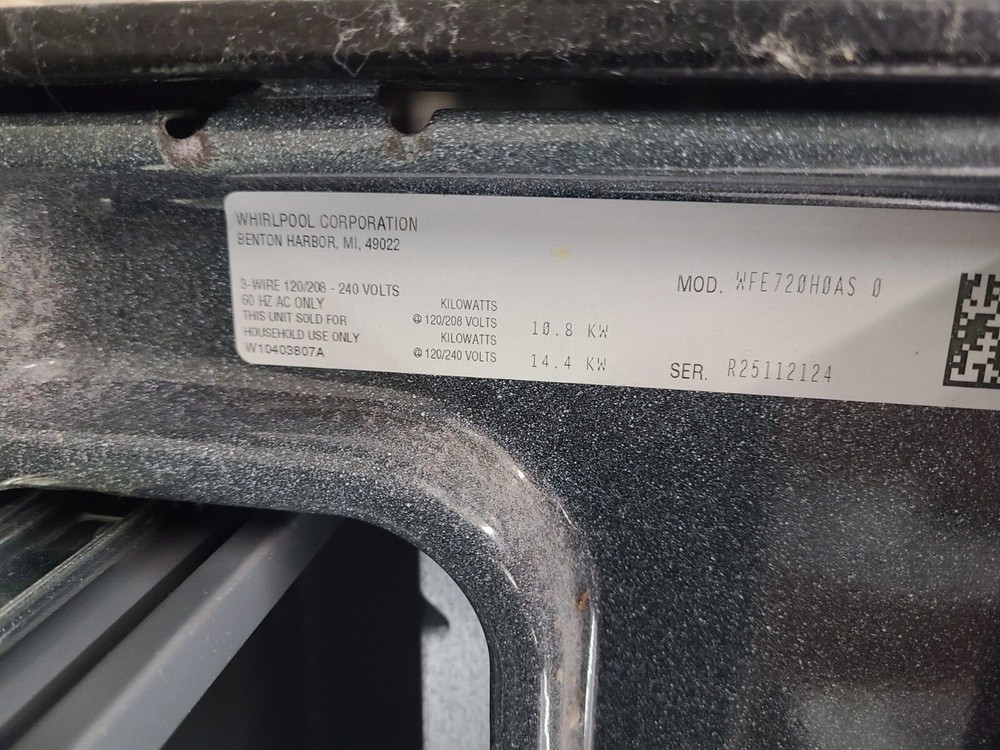 WHIRLPOOL CORPORATION
BENTON HARBOR, MI, 49022
3-WIRE 120/208 - 240 VOLTS
60 HZ AC ONLY
THIS UNIT SOLD FOR
HOUSEHOLD USE ONLY
W10403807A
KILOWATTS
@ 120/208 VOLTS 10.8 KW
KILOWATTS
@ 120/240 VOLTS 14.4 KW
MOD. WFE720H0AS 0
SER. R25112124